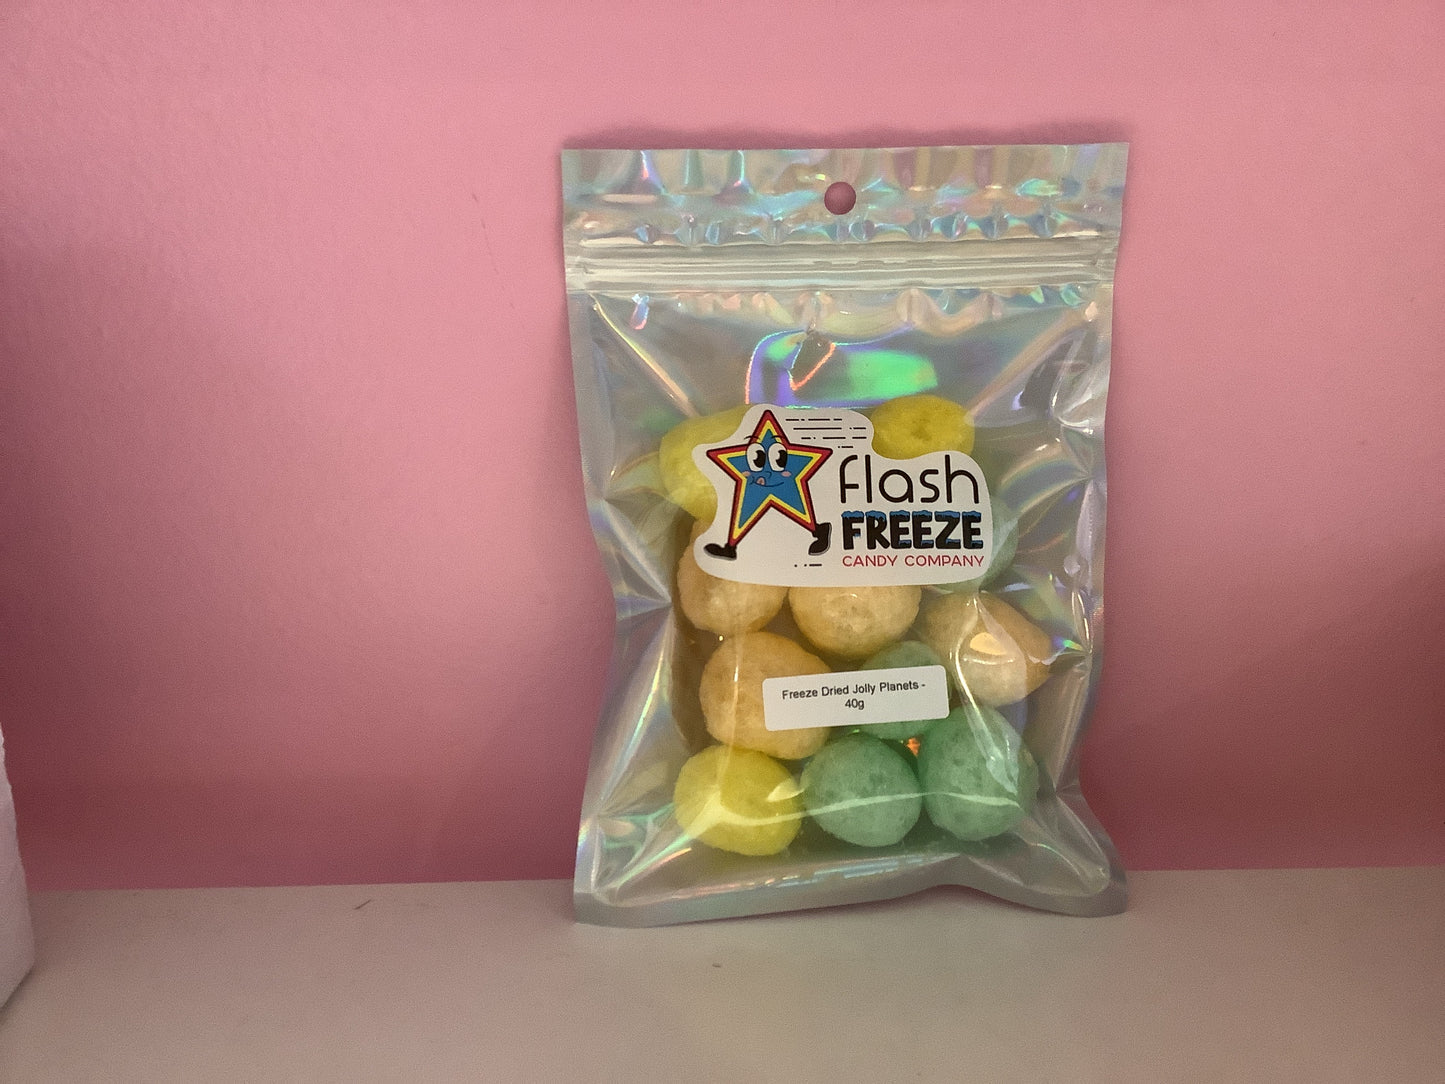 flash
FREEZE
CANDY COMPANY
Freeze Dried Jolly Planets -
40g